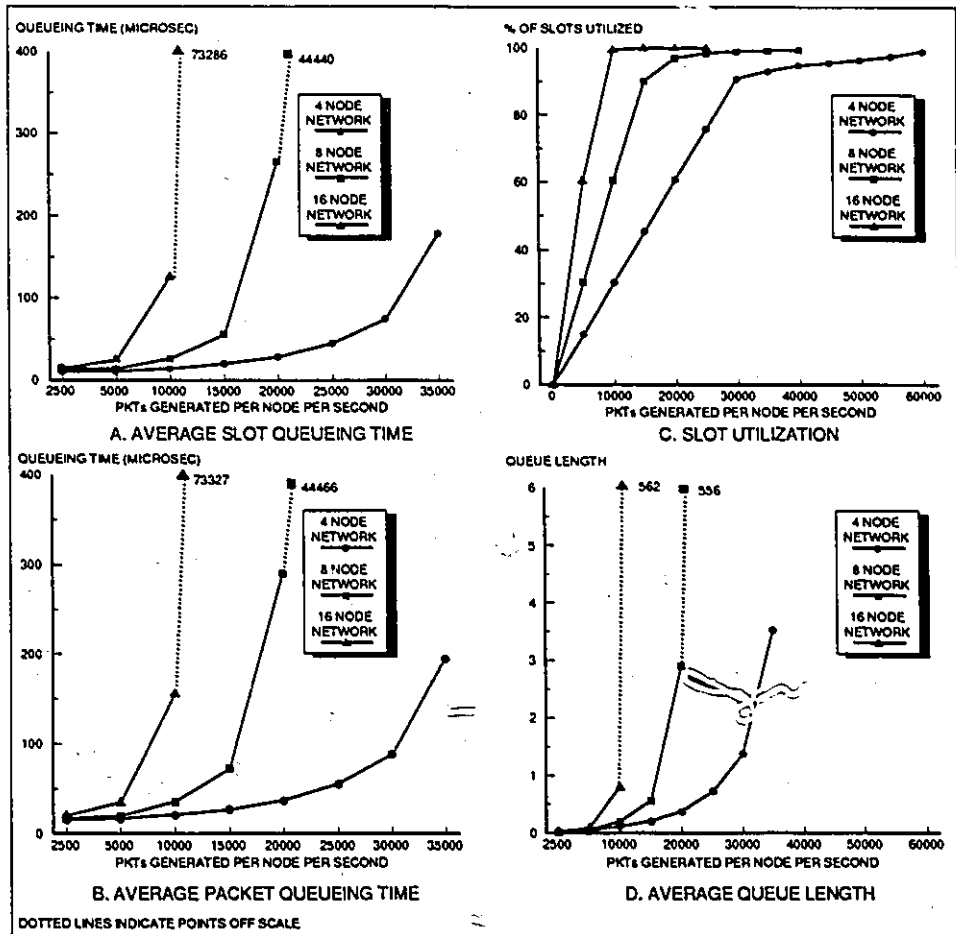 QUEUEING TIME (MICROSEC)
400
300
200
100
0
73286
44440
4 NODE
NETWORK
8 NODE
NETWORK
16 NODE
NETWORK
2500 5000 10000 15000 20000 25000 30000 35000
PKTs GENERATED PER NODE PER SECOND
A. AVERAGE SLOT QUEUEING TIME
% OF SLOTS UTILIZED
100
80
60
40
20
0
4 NODE
NETWORK
8 NODE
NETWORK
16 NODE
NETWORK
0 10000 20000 30000 40000 50000 60000
PKTs GENERATED PER NODE PER SECOND
C. SLOT UTILIZATION
QUEUEING TIME (MICROSEC)
400
300
200
100
0
73327
44466
4 NODE
NETWORK
8 NODE
NETWORK
16 NODE
NETWORK
2500 5000 10000 15000 20000 25000 30000 35000
PKTs GENERATED PER NODE PER SECOND
B. AVERAGE PACKET QUEUEING TIME
QUEUE LENGTH
6
5
4
3
2
1
0
562
556
4 NODE
NETWORK
8 NODE
NETWORK
16 NODE
NETWORK
2500 10000 20000 30000 40000 50000 60000
PKTs GENERATED PER NODE PER SECOND
D. AVERAGE QUEUE LENGTH
DOTTED LINES INDICATE POINTS OFF SCALE